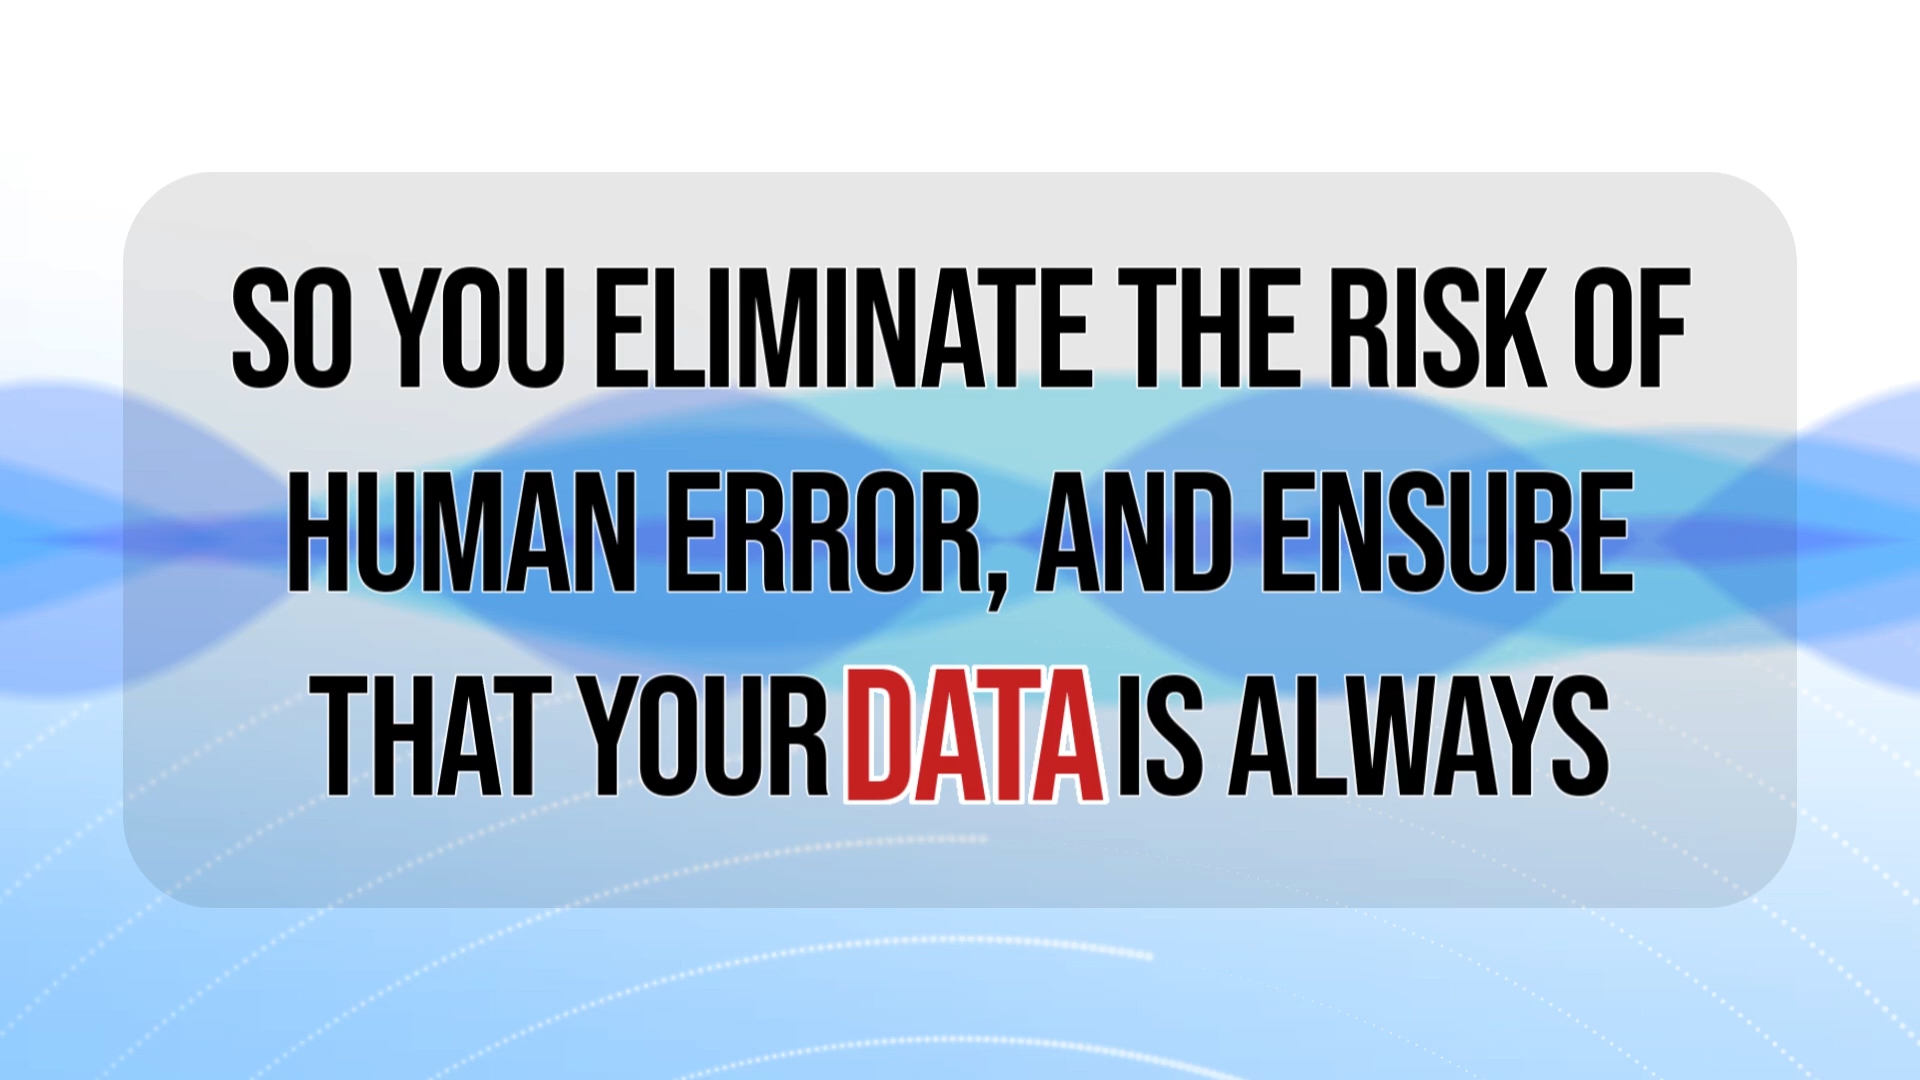 SO YOU ELIMINATE THE RISK OF
HUMAN ERROR, AND ENSURE
THAT YOUR DATA IS ALWAYS